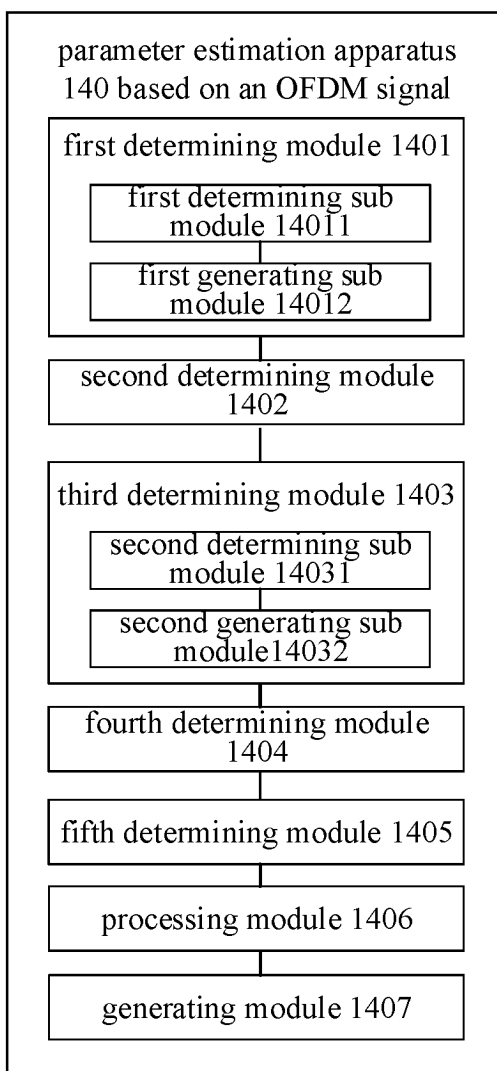 parameter estimation apparatus
140 based on an OFDM signal
first determining module 1401
first determining sub
module 14011
first generating sub
module 14012
second determining module
1402
third determining module 1403
second determining sub
module 14031
second generating sub
module14032
fourth determining module
1404
fifth determining module 1405
processing module 1406
generating module 1407